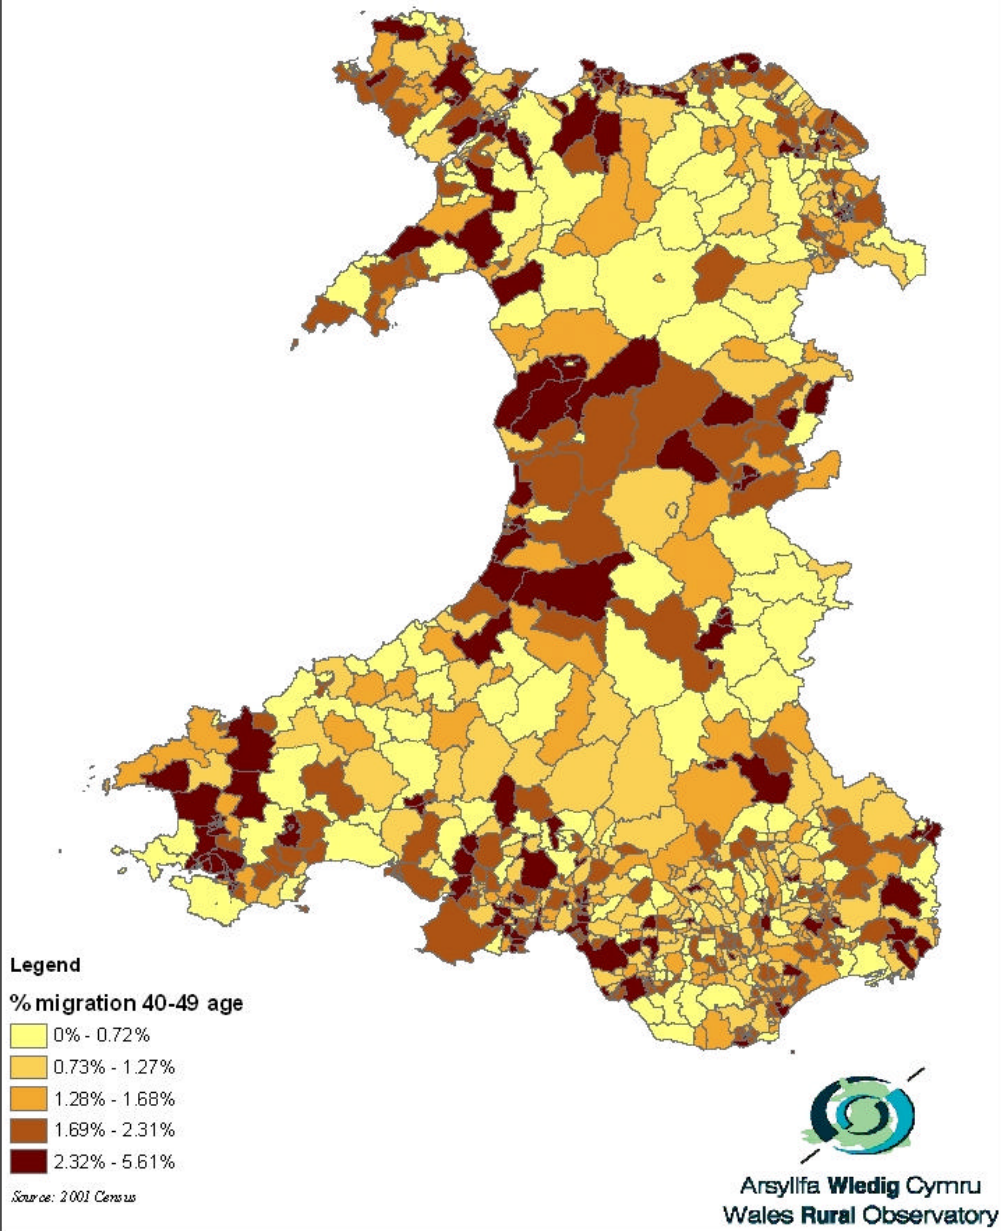 Legend
% migration 40-49 age
0% - 0.72%
0.73% - 1.27%
1.28% - 1.68%
1.69% - 2.31%
2.32% - 5.61%
Source: 2001 Census
Arsyllfa Wledig Cymru
Wales Rural Observatory